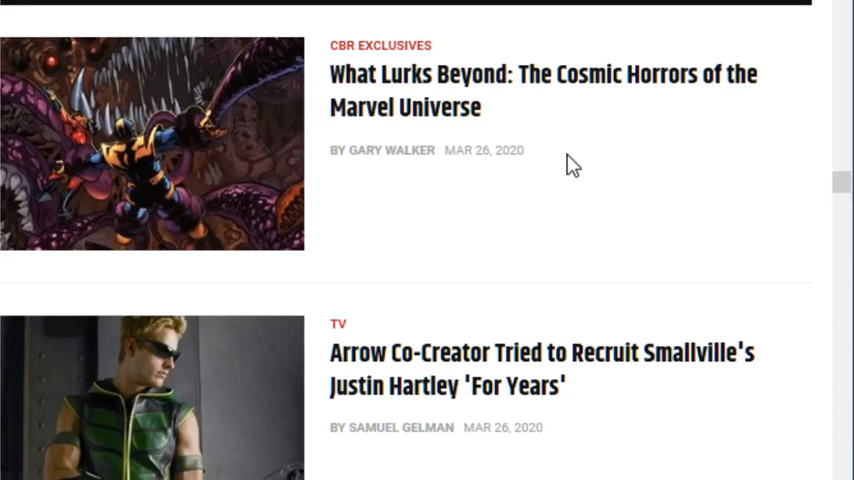 CBR EXCLUSIVES
What Lurks Beyond: The Cosmic Horrors of the
Marvel Universe
BY GARY WALKER MAR 26, 2020
TV
Arrow Co-Creator Tried to Recruit Smallville's
Justin Hartley 'For Years'
BY SAMUEL GELMAN MAR 26, 2020